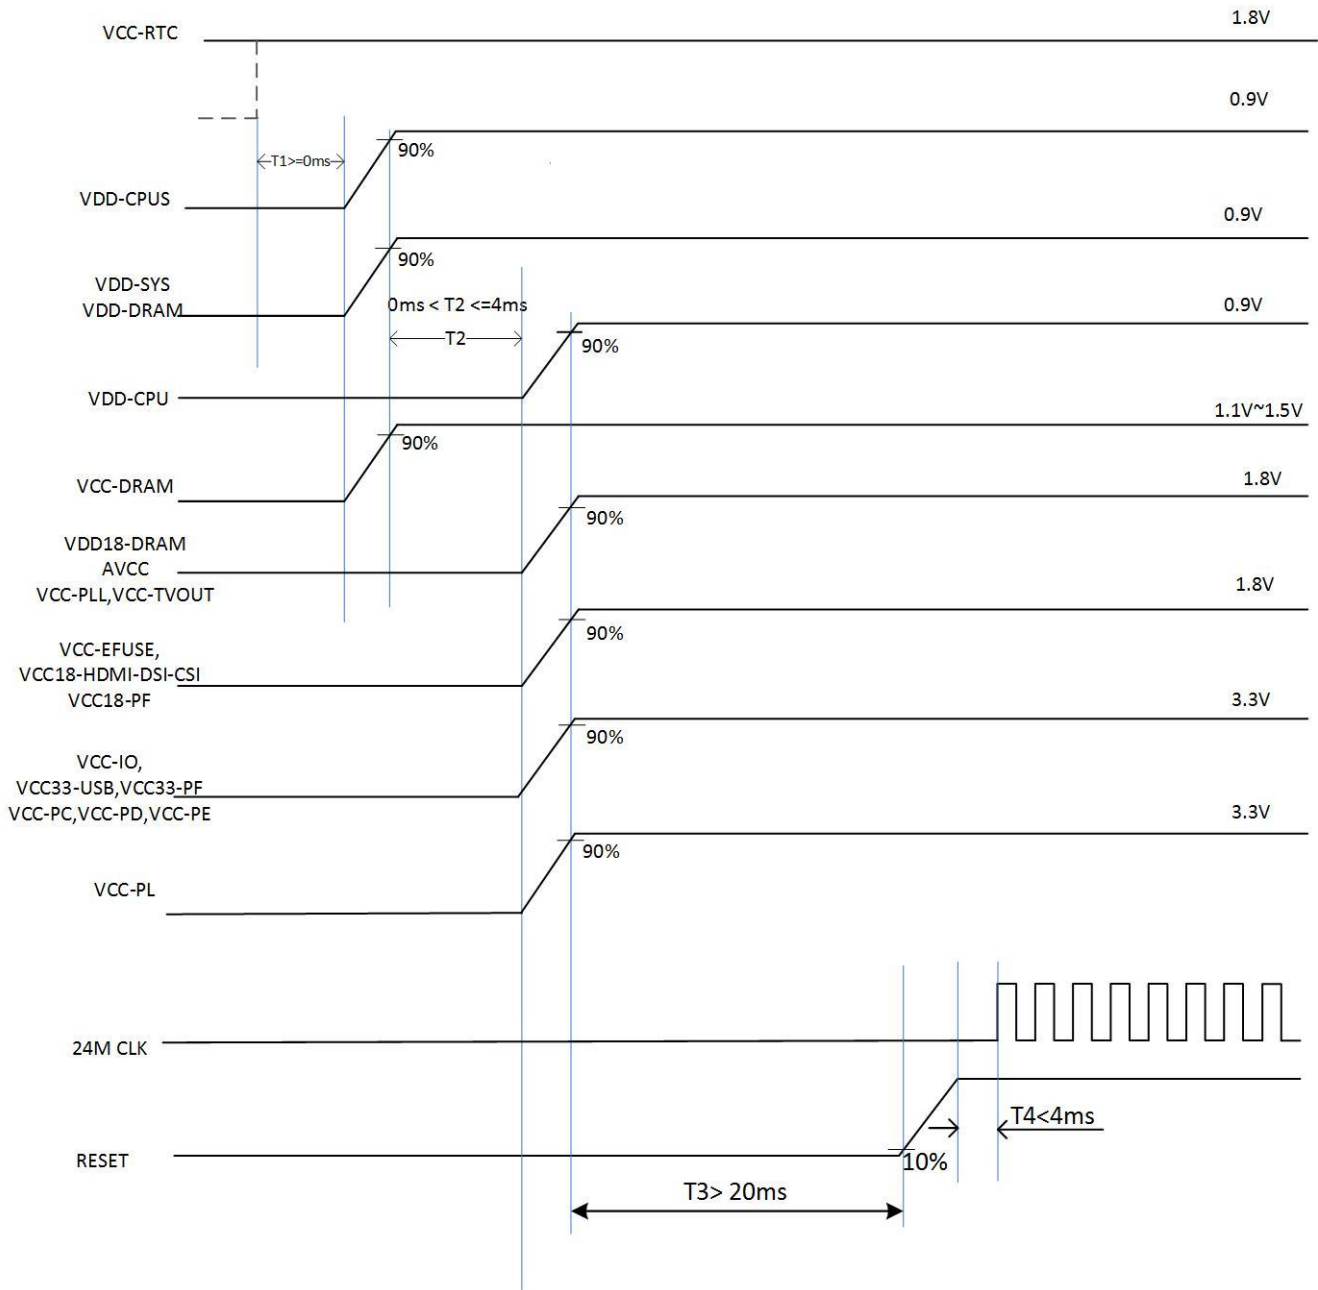 1.8V
VCC-RTC
0.9V
90%
T1>=0ms
VDD-CPUS
0.9V
90%
VDD-SYS
VDD-DRAM
0ms < T2 <=4ms
0.9V
T2
90%
VDD-CPU
1.1V~1.5V
90%
VCC-DRAM
1.8V
90%
VDD18-DRAM
AVCC
VCC-PLL,VCC-TVOUT
1.8V
90%
VCC-EFUSE,
VCC18-HDMI-DSI-CSI
VCC18-PF
3.3V
90%
VCC-IO,
VCC33-USB,VCC33-PF
VCC-PC,VCC-PD,VCC-PE
3.3V
90%
VCC-PL
24M CLK
T4<4ms
RESET
10%
T3> 20ms